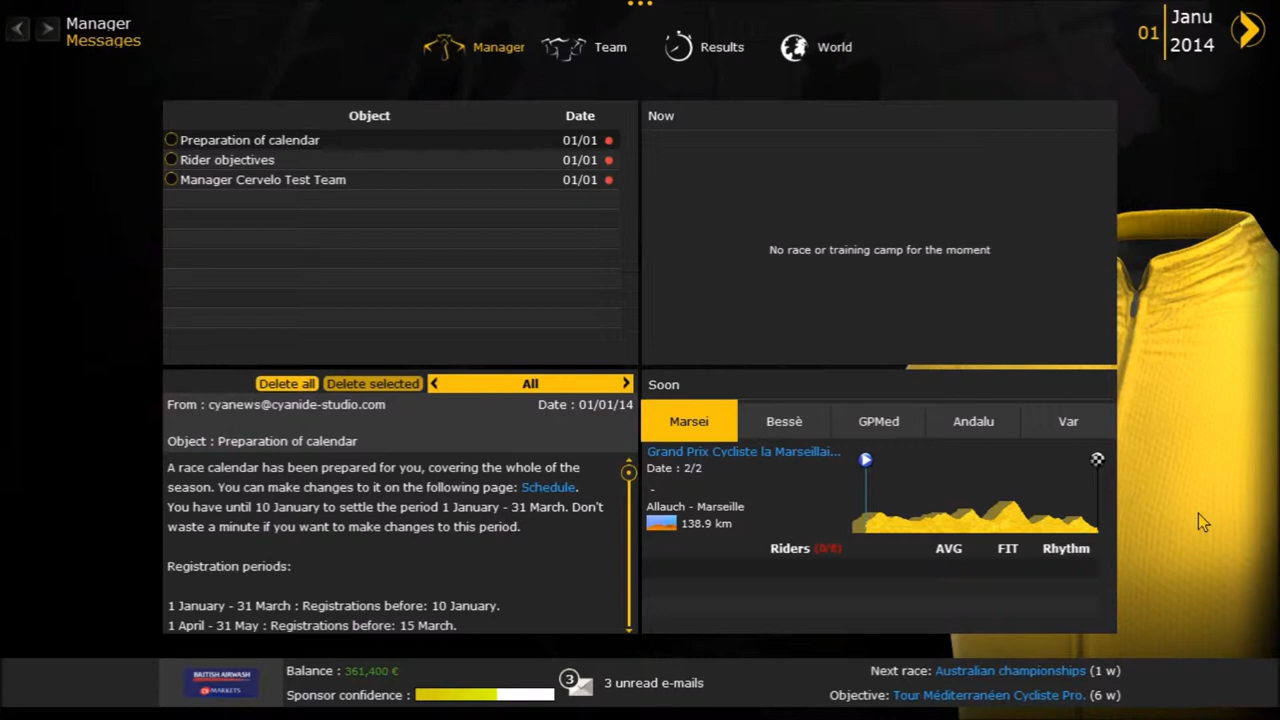 Manager
Messages
Manager
Team
Results
World
01
Janu
2014
Object Date
Preparation of calendar 01/01
Rider objectives 01/01
Manager Cervelo Test Team 01/01
Now
No race or training camp for the moment
Delete all Delete selected All
From : cyanews@cyanide-studio.com Date : 01/01/14
Object : Preparation of calendar
A race calendar has been prepared for you, covering the whole of the
season. You can make changes to it on the following page: Schedule.
You have until 10 January to settle the period 1 January - 31 March. Don't
waste a minute if you want to make changes to this period.
Registration periods:
1 January - 31 March : Registrations before: 10 January.
1 April - 31 May : Registrations before: 15 March.
Soon
Marsei Bessè GPMed Andalu Var
Grand Prix Cycliste la Marseillai...
Date : 2/2
-
Allauch - Marseille
138.9 km
Riders (0/8) AVG FIT Rhythm
BRITISH AIRWASH
MARKETS
Balance : 361,400 €
Sponsor confidence :
3
3 unread e-mails
Next race: Australian championships (1 w)
Objective: Tour Méditerranéen Cycliste Pro. (6 w)